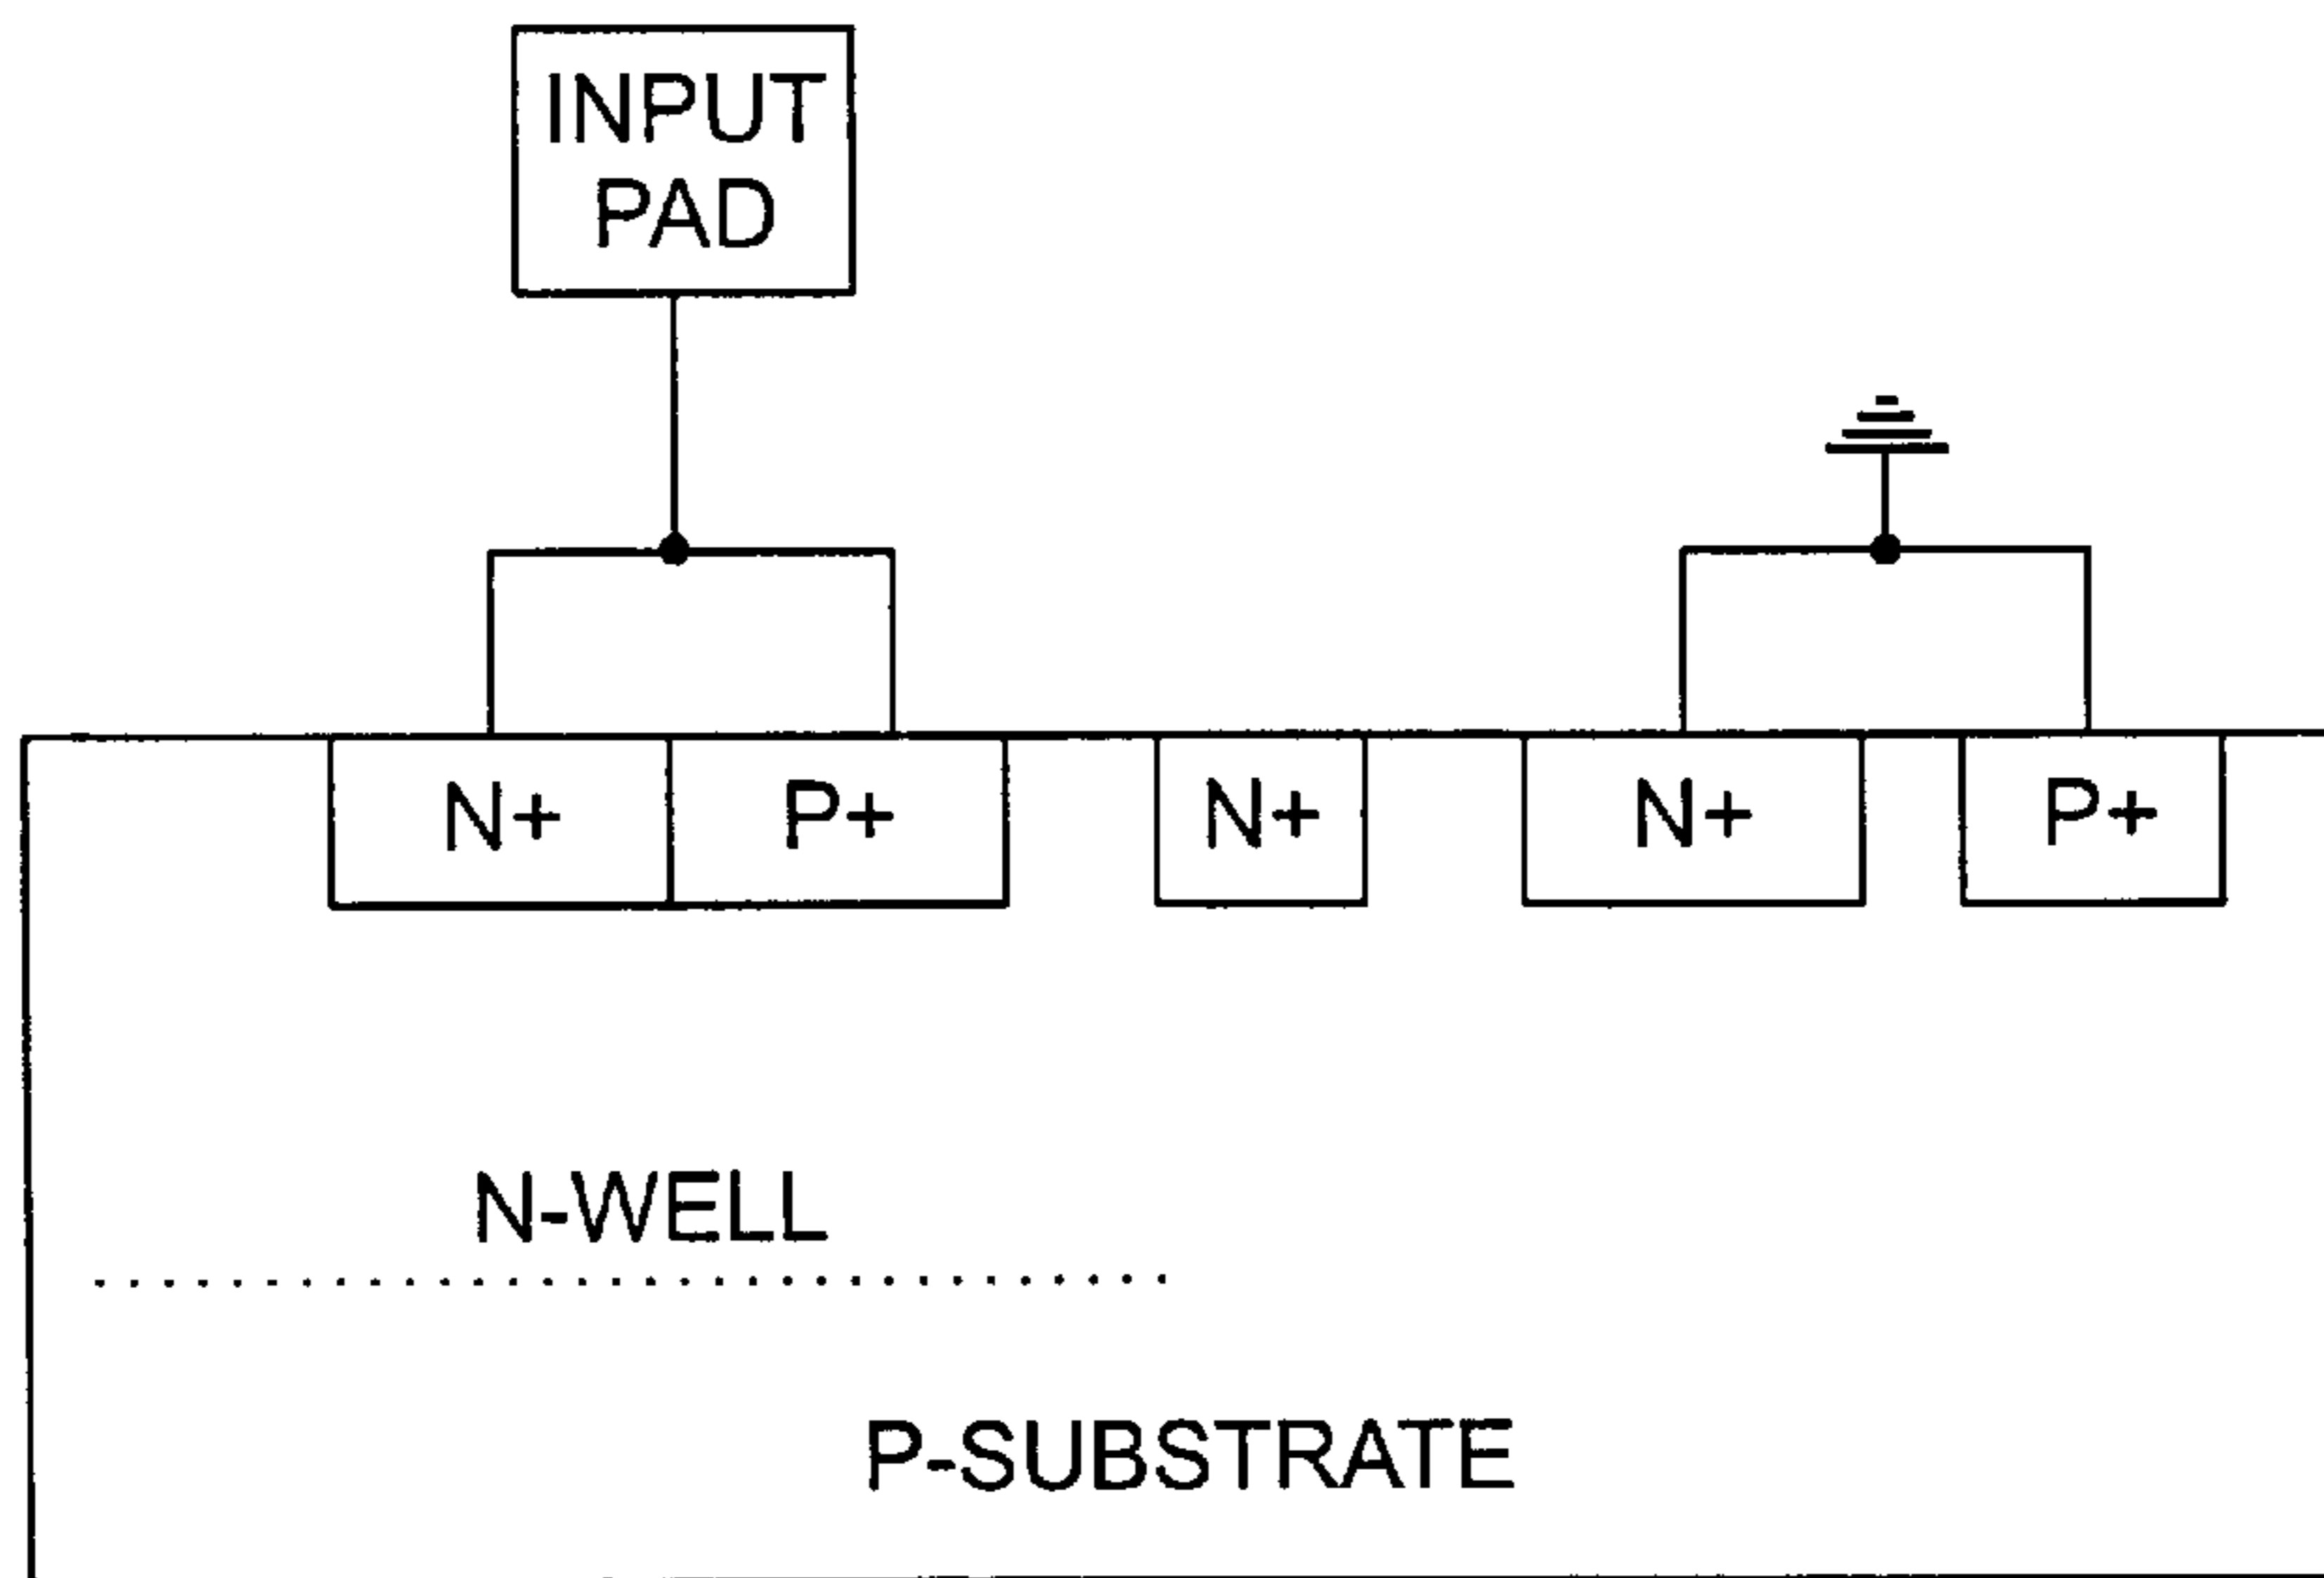 INPUT
PAD
N+ P+ N+ N+ P+
N-WELL
P-SUBSTRATE